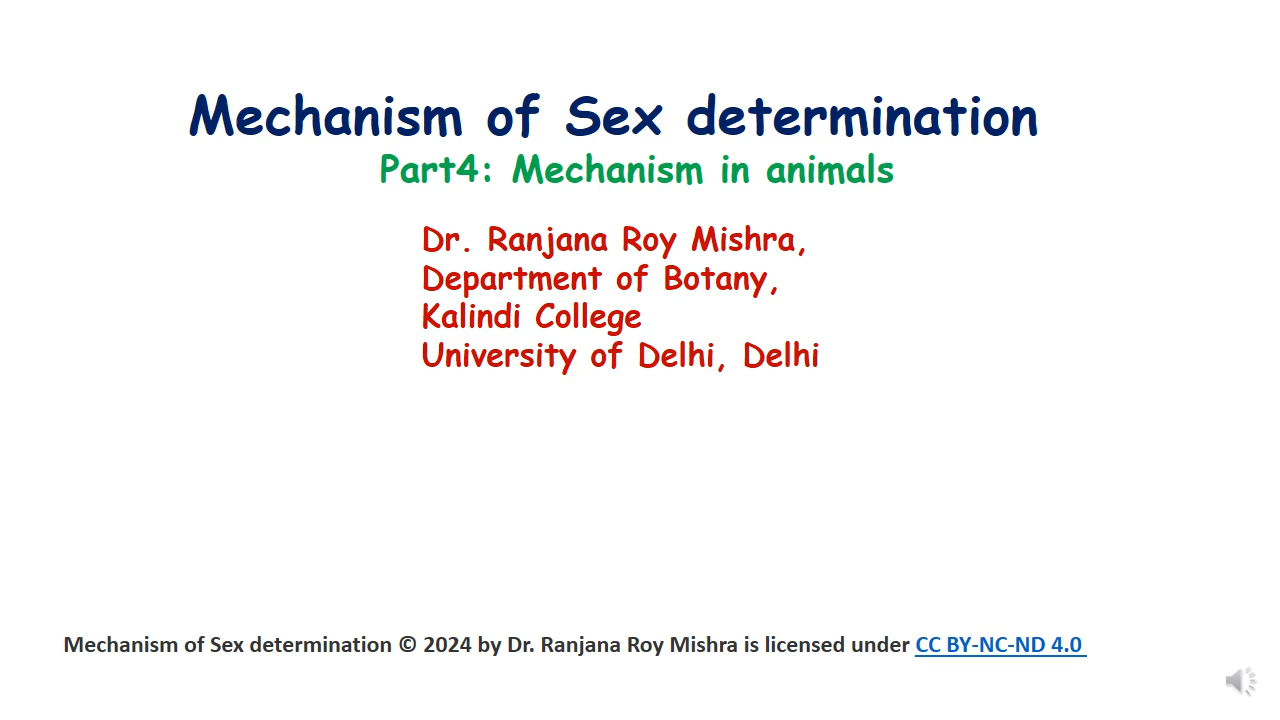 Mechanism of Sex determination
Part4: Mechanism in animals
Dr. Ranjana Roy Mishra,
Department of Botany,
Kalindi College
University of Delhi, Delhi
Mechanism of Sex determination © 2024 by Dr. Ranjana Roy Mishra is licensed under CC BY-NC-ND 4.0